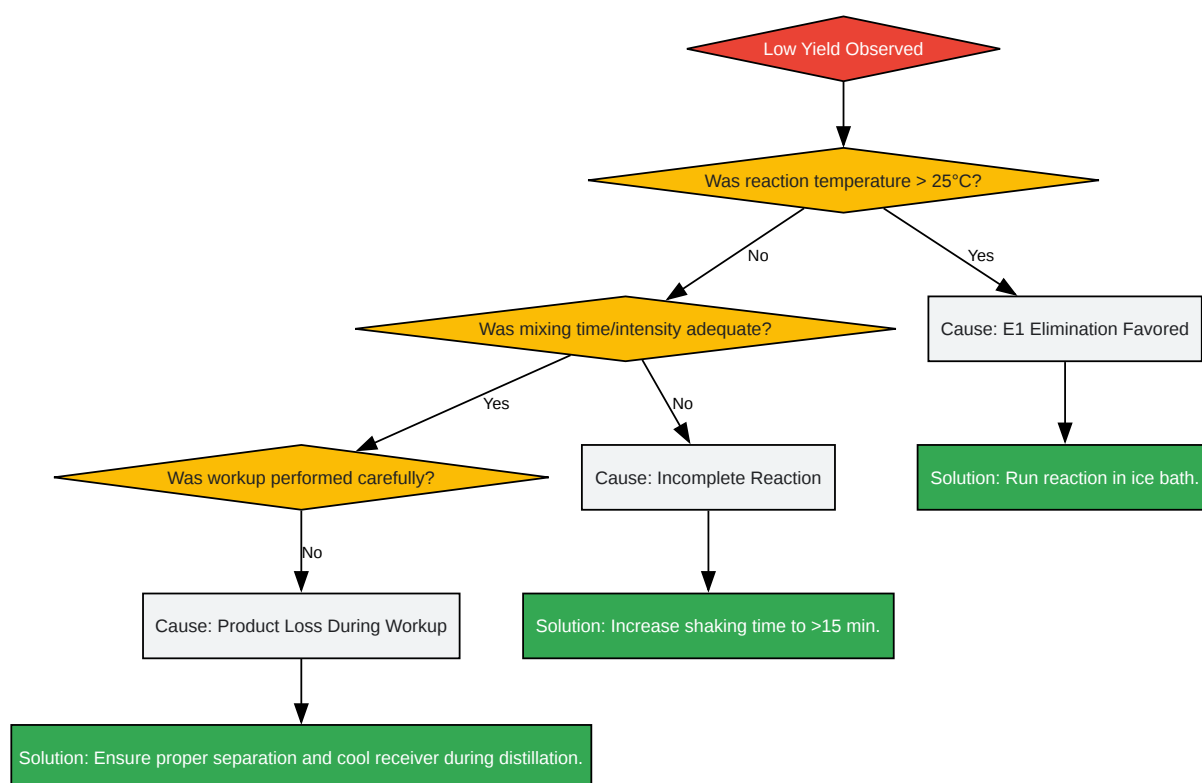 Low Yield Observed
Was reaction temperature > 25°C?
No
Yes
Was mixing time/intensity adequate?
Cause: E1 Elimination Favored
Yes
No
Was workup performed carefully?
Cause: Incomplete Reaction
Solution: Run reaction in ice bath.
No
Cause: Product Loss During Workup
Solution: Increase shaking time to >15 min.
Solution: Ensure proper separation and cool receiver during distillation.